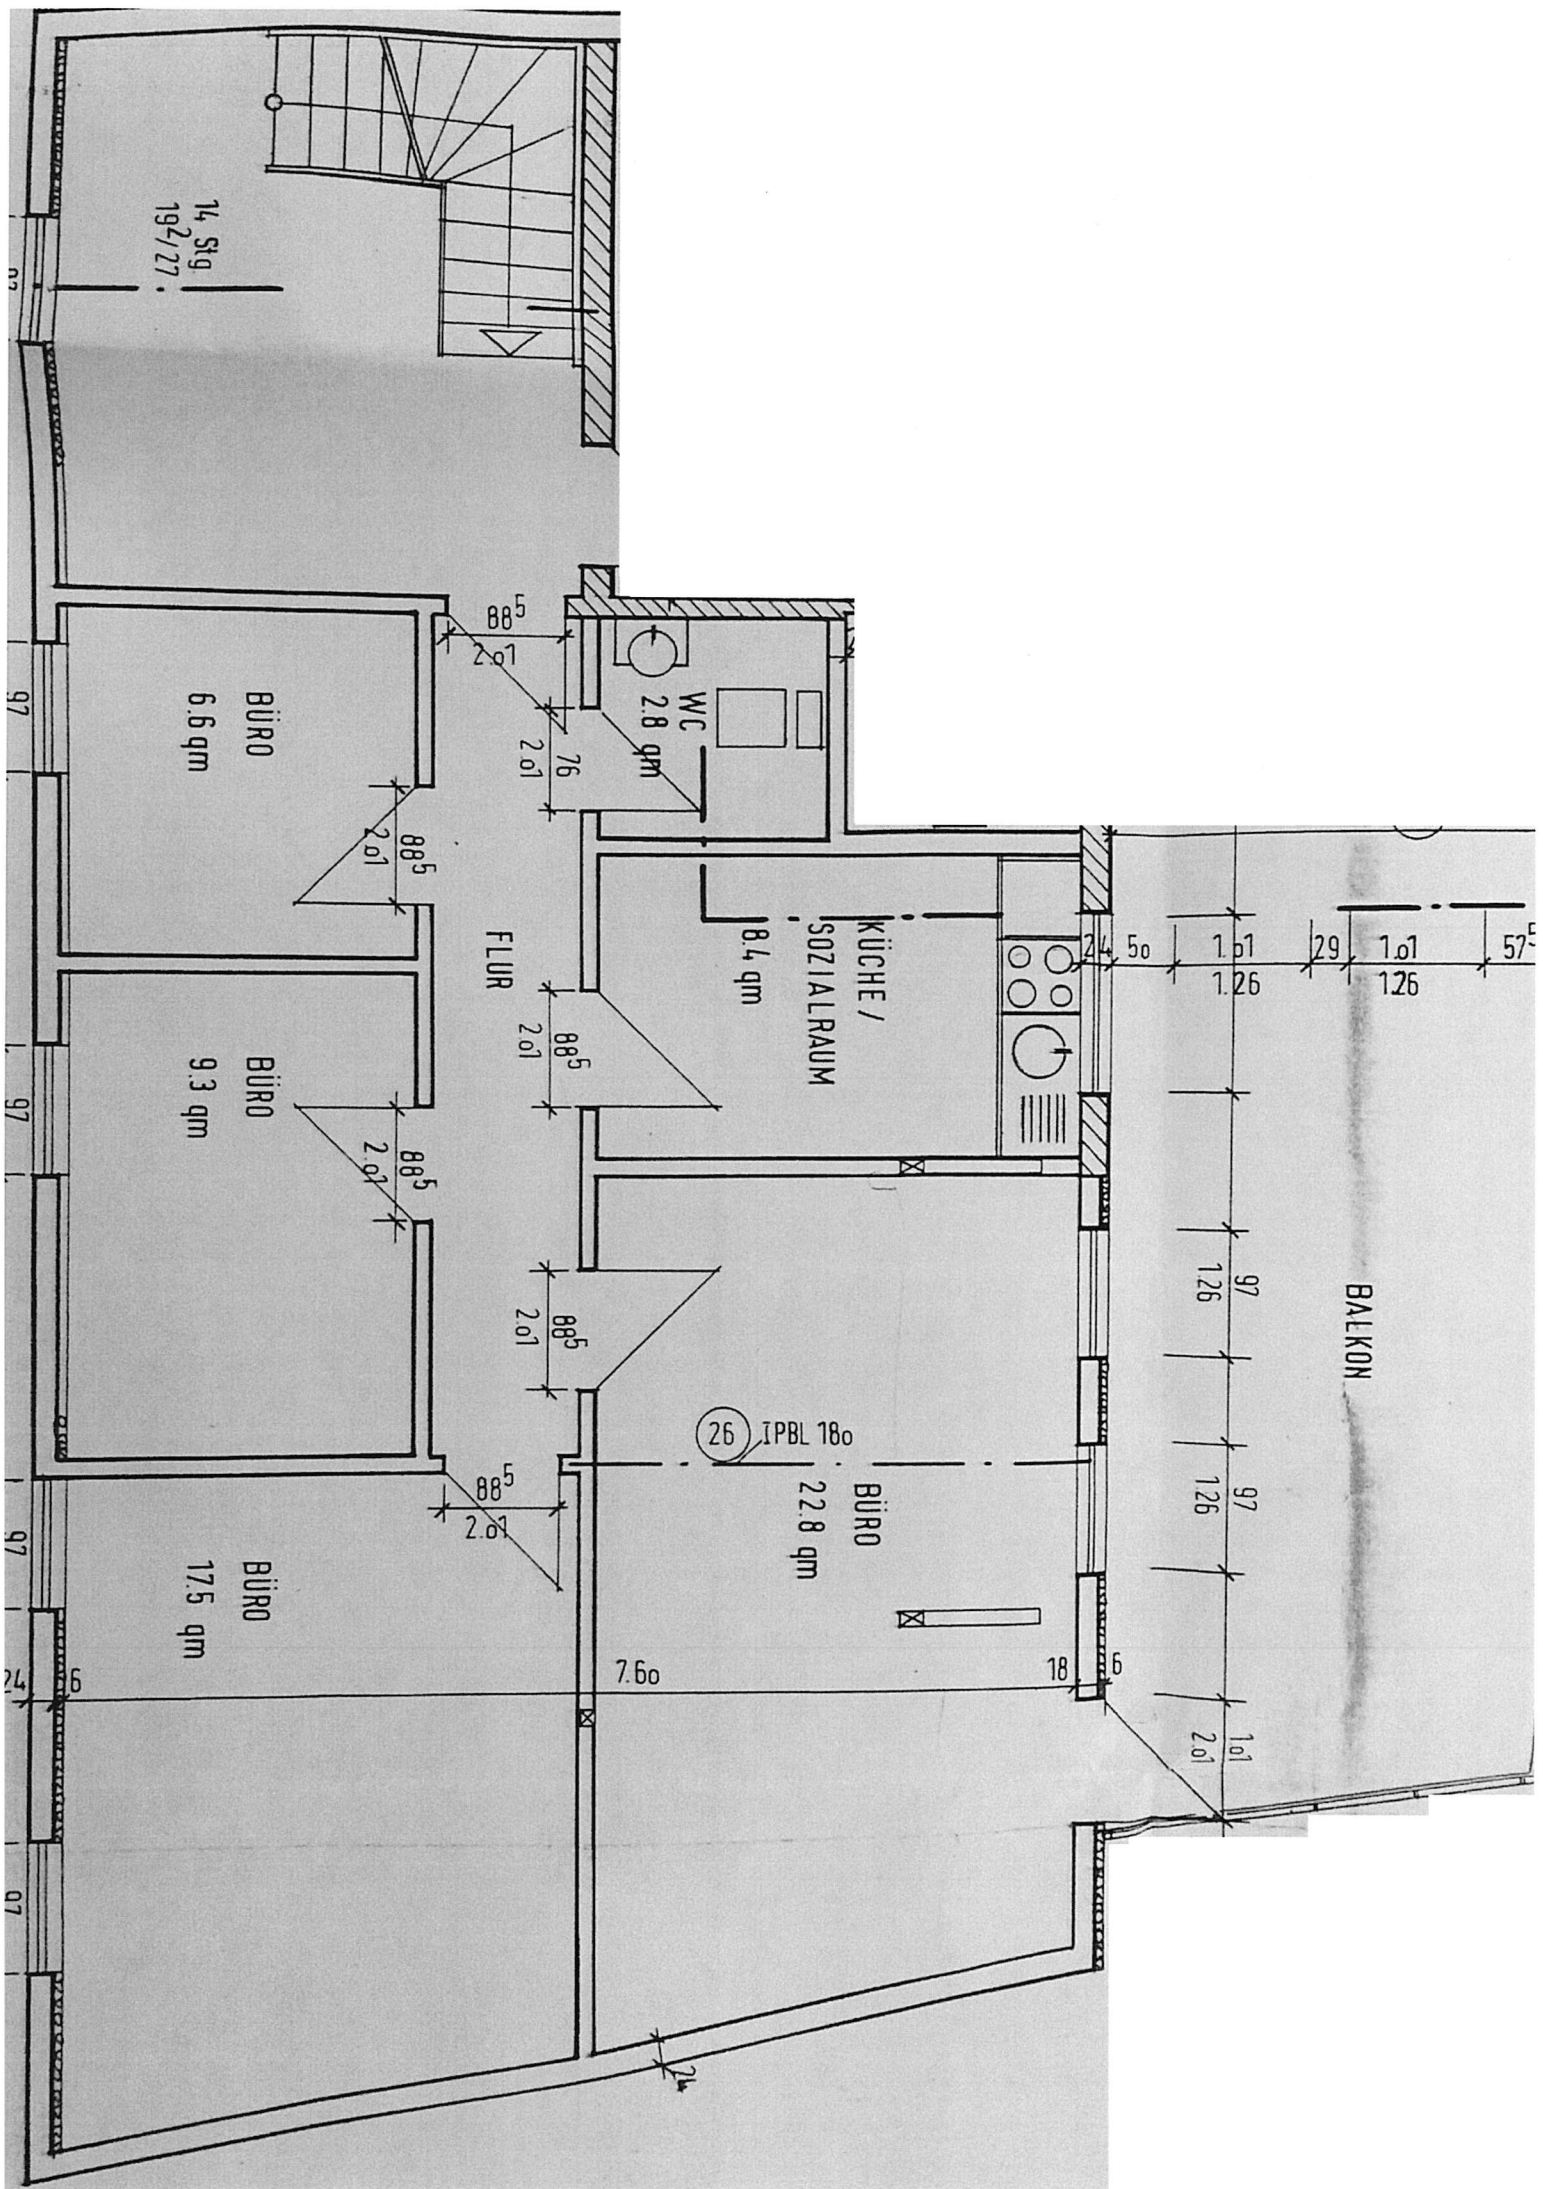 14 Stg
19²/27
88⁵
2.01
BÜRO
6.6 qm
WC
2.8 qm
76
2.01
88⁵
2.01
FLUR
KÜCHE /
SOZIALRAUM
8.4 qm
24
50
1.01
1.26
29
1.01
1.26
57⁵
97
88⁵
2.01
BÜRO
9.3 qm
97
88⁵
2.01
88⁵
2.01
97
1.26
BALKON
26
IPBL 180
97
1.26
BÜRO
22.8 qm
88⁵
2.01
BÜRO
17.5 qm
97
24
6
7.60
18
6
1.01
2.01
97
24